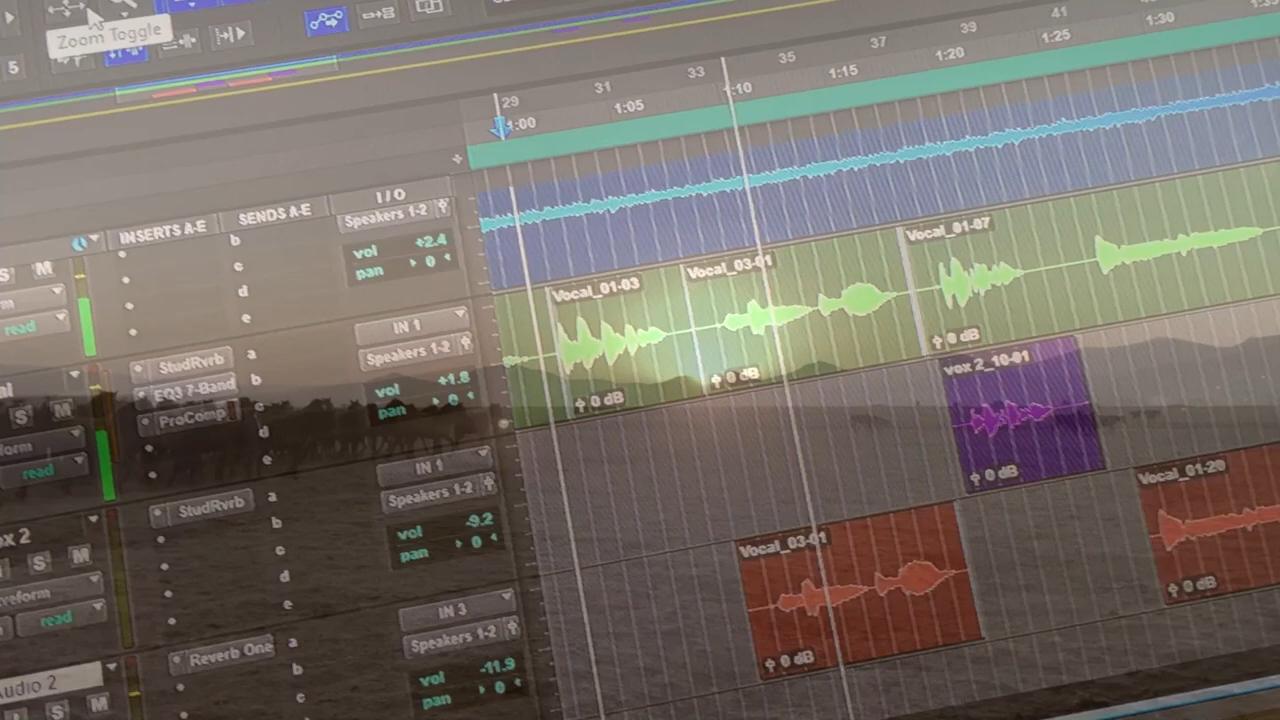 Zoom Toggle
5
29 31 33 35 37 39 41
1:00 1:05 1:10 1:15 1:20 1:25 1:30
INSERTS A-E SENDS A-E I / O
b Speakers 1-2
c vol +2.4
d pan 0
e
S M
read
IN 1
Speakers 1-2
vol +1.8
pan 0
StudRvrb a
EQ3 7-Band b
ProComp c
d
e
S M
read
IN 1
Speakers 1-2
vol -9.2
pan 0
StudRvrb a
b
c
d
e
x 2
S M
read
IN 3
Speakers 1-2
vol -11.9
pan 0
Reverb One a
b
c
udio 2
S M
Vocal_01-03
0 dB
Vocal_03-01
0 dB
Vocal_01-07
0 dB
vox 2_10-01
0 dB
Vocal_03-01
0 dB
Vocal_01-20
0 dB